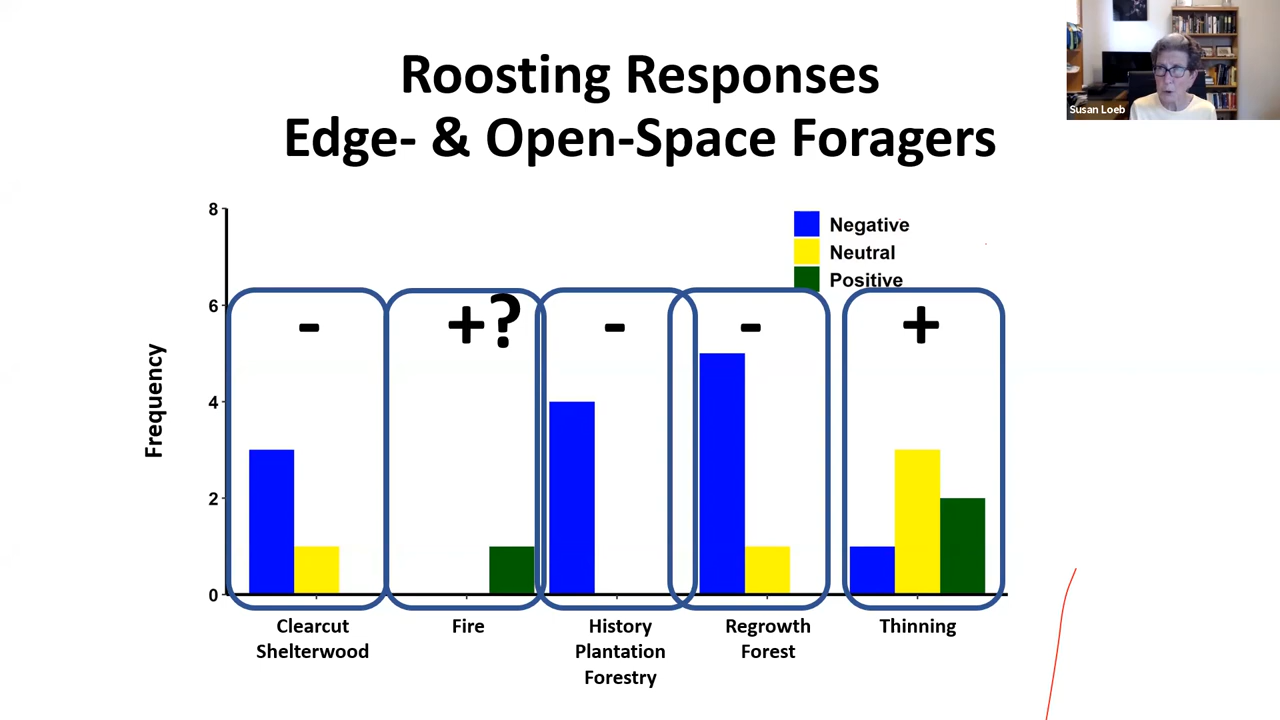 Roosting Responses
Edge- & Open-Space Foragers
Susan Loeb
Negative
Neutral
Positive
Frequency
8
6
4
2
0
-
+?
-
-
+
Clearcut
Shelterwood
Fire
History
Plantation
Forestry
Regrowth
Forest
Thinning